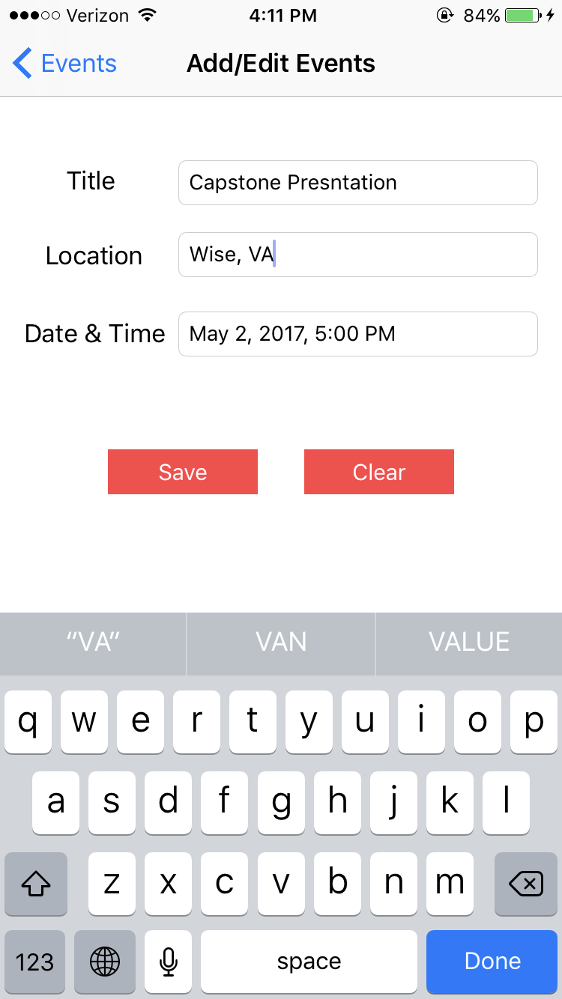 Verizon 4:11 PM 84%
Events Add/Edit Events
Title Capstone Presntation
Location Wise, VA
Date & Time May 2, 2017, 5:00 PM
Save Clear
“VA” VAN VALUE
q w e r t y u i o p
a s d f g h j k l
z x c v b n m
123 space Done